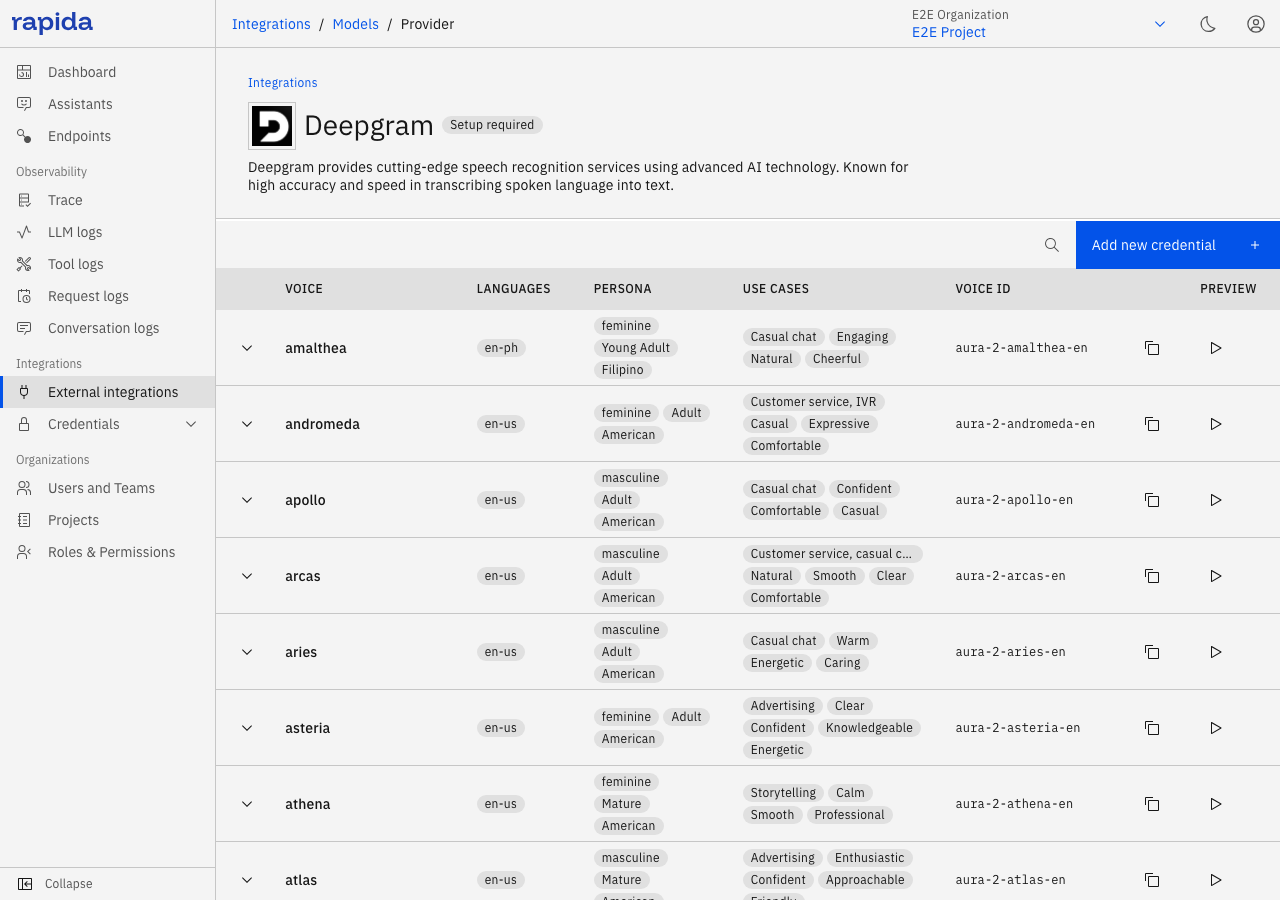 rapida
Integrations / Models / Provider
E2E Organization
E2E Project
Dashboard
Assistants
Endpoints
Observability
Trace
LLM logs
Tool logs
Request logs
Conversation logs
Integrations
External integrations
Credentials
Organizations
Users and Teams
Projects
Roles & Permissions
Collapse
Integrations
Deepgram Setup required
Deepgram provides cutting-edge speech recognition services using advanced AI technology. Known for
high accuracy and speed in transcribing spoken language into text.
Add new credential +
VOICE LANGUAGES PERSONA USE CASES VOICE ID PREVIEW
amalthea en-ph feminine Young Adult Filipino Casual chat Engaging Natural Cheerful aura-2-amalthea-en
andromeda en-us feminine Adult American Customer service, IVR Casual Expressive Comfortable aura-2-andromeda-en
apollo en-us masculine Adult American Casual chat Confident Comfortable Casual aura-2-apollo-en
arcas en-us masculine Adult American Customer service, casual c... Natural Smooth Clear Comfortable aura-2-arcas-en
aries en-us masculine Adult American Casual chat Warm Energetic Caring aura-2-aries-en
asteria en-us feminine Adult American Advertising Clear Confident Knowledgeable Energetic aura-2-asteria-en
athena en-us feminine Mature American Storytelling Calm Smooth Professional aura-2-athena-en
atlas en-us masculine Mature American Advertising Enthusiastic Confident Approachable Friendly aura-2-atlas-en